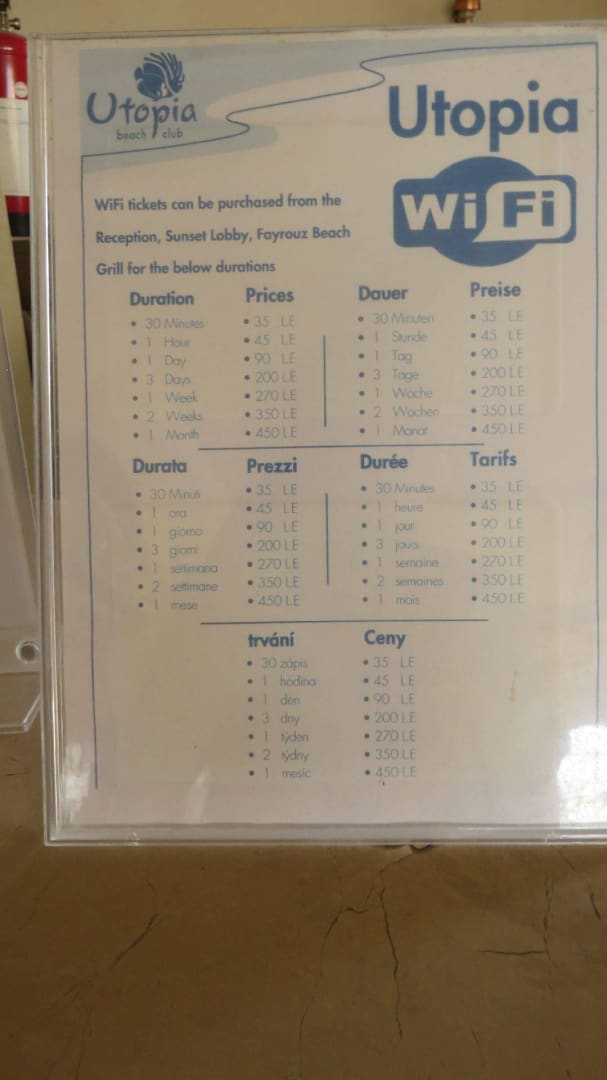 Utopia
beach club
Utopia
WiFi
WiFi tickets can be purchased from the
Reception, Sunset Lobby, Fayrouz Beach
Grill for the below durations
Duration Prices
• 30 Minutes • 35 LE
• 1 Hour • 45 LE
• 1 Day • 90 LE
• 3 Days • 200 LE
• 1 Week • 270 LE
• 2 Weeks • 350 LE
• 1 Month • 450 LE
Dauer Preise
• 30 Minuten • 35 LE
• 1 Stunde • 45 LE
• 1 Tag • 90 LE
• 3 Tage • 200 LE
• 1 Woche • 270 LE
• 2 Wochen • 350 LE
• 1 Monat • 450 LE
Durata Prezzi
• 30 Minuti • 35 LE
• 1 ora • 45 LE
• 1 giorno • 90 LE
• 3 giorni • 200 LE
• 1 settimana • 270 LE
• 2 settimane • 350 LE
• 1 mese • 450 LE
Durée Tarifs
• 30 Minutes • 35 LE
• 1 heure • 45 LE
• 1 jour • 90 LE
• 3 jours • 200 LE
• 1 semaine • 270 LE
• 2 semaines • 350 LE
• 1 mois • 450 LE
trvání Ceny
• 30 zápis • 35 LE
• 1 hodina • 45 LE
• 1 den • 90 LE
• 3 dny • 200 LE
• 1 týden • 270 LE
• 2 týdny • 350 LE
• 1 mesíc • 450 LE